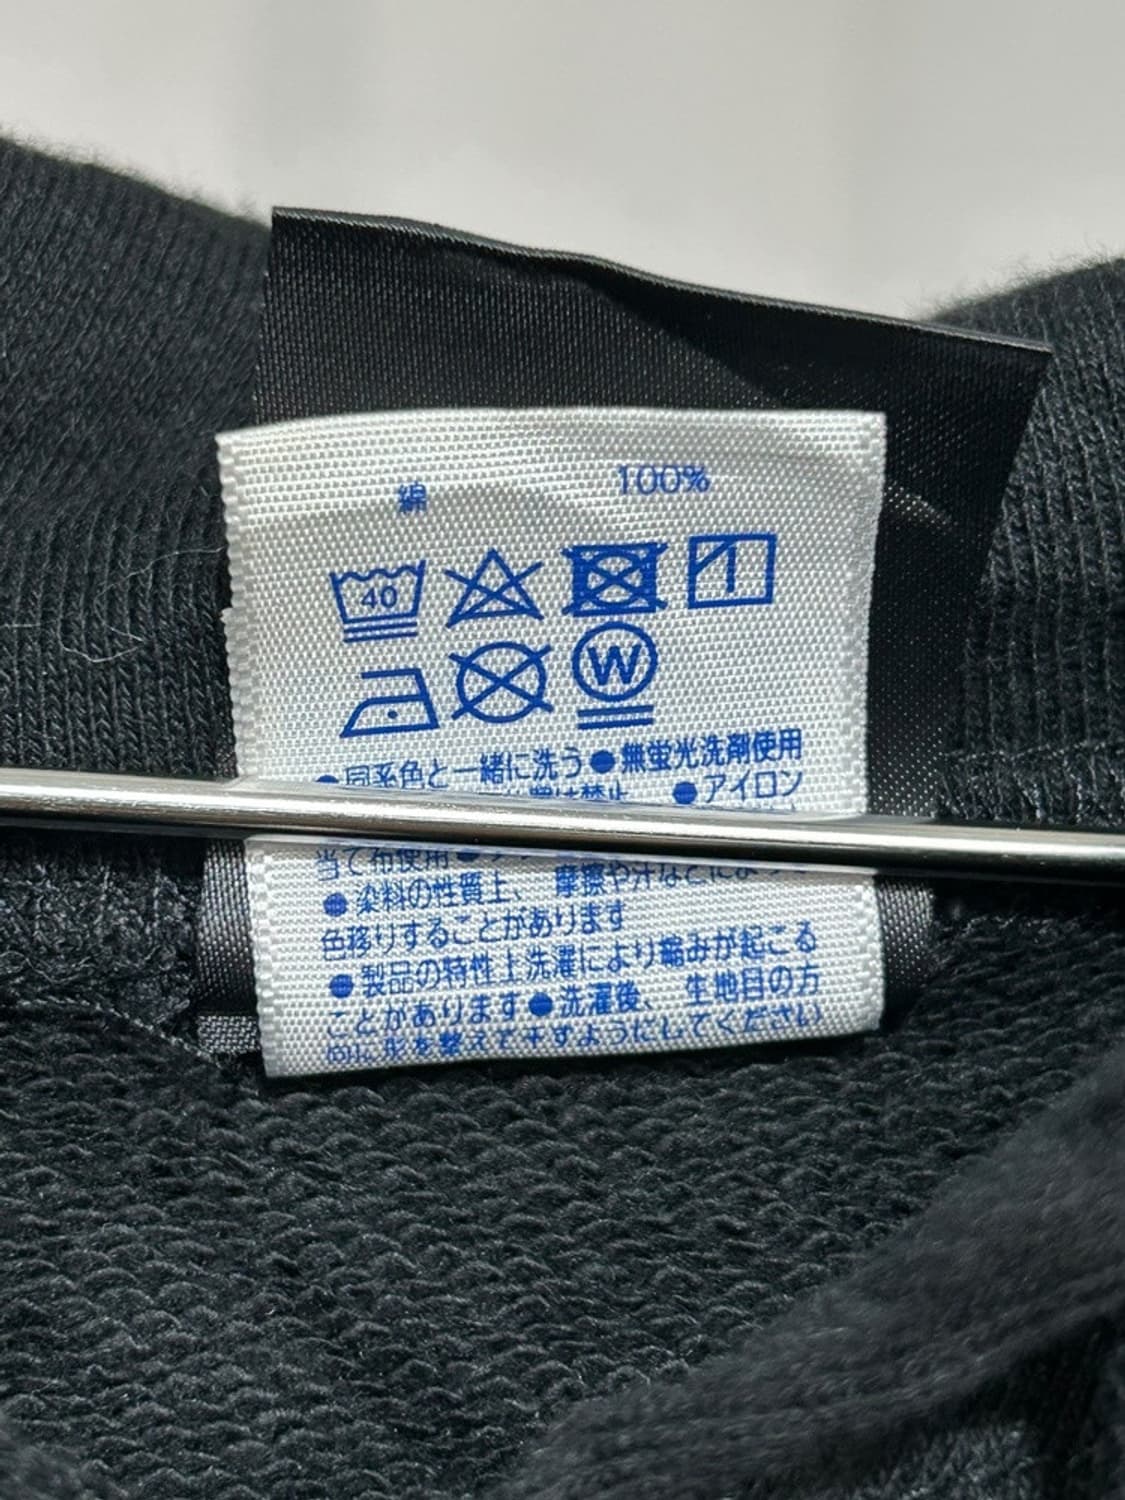 綿 100%
40
W
●同系色と一緒に洗う●無蛍光洗剤使用
は禁止 ●アイロン
当て布使用●
●染料の性質上、摩擦や汗などによ
色移りすることがあります
●製品の特性上洗濯により縮みが起こる
ことがあります●洗濯後、生地目の方
向に形を整えて干すようにしてください